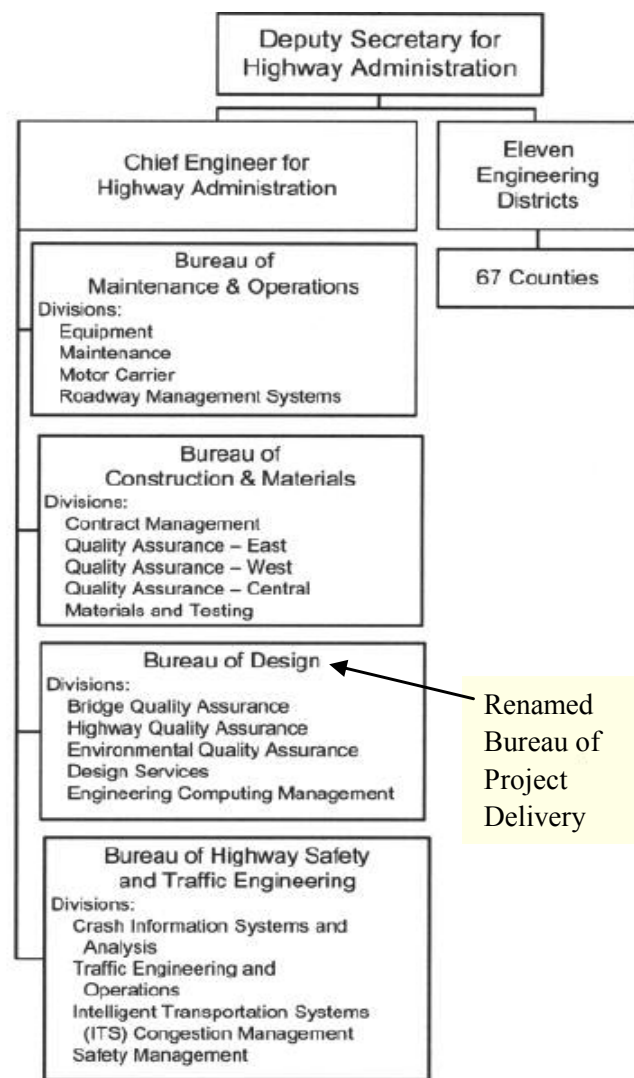 Deputy Secretary for
Highway Administration
Chief Engineer for
Highway Administration
Eleven
Engineering
Districts
67 Counties
Bureau of
Maintenance & Operations
Divisions:
Equipment
Maintenance
Motor Carrier
Roadway Management Systems
Bureau of
Construction & Materials
Divisions:
Contract Management
Quality Assurance – East
Quality Assurance – West
Quality Assurance – Central
Materials and Testing
Bureau of Design
Divisions:
Bridge Quality Assurance
Highway Quality Assurance
Environmental Quality Assurance
Design Services
Engineering Computing Management
Renamed
Bureau of
Project
Delivery
Bureau of Highway Safety
and Traffic Engineering
Divisions:
Crash Information Systems and
Analysis
Traffic Engineering and
Operations
Intelligent Transportation Systems
(ITS) Congestion Management
Safety Management